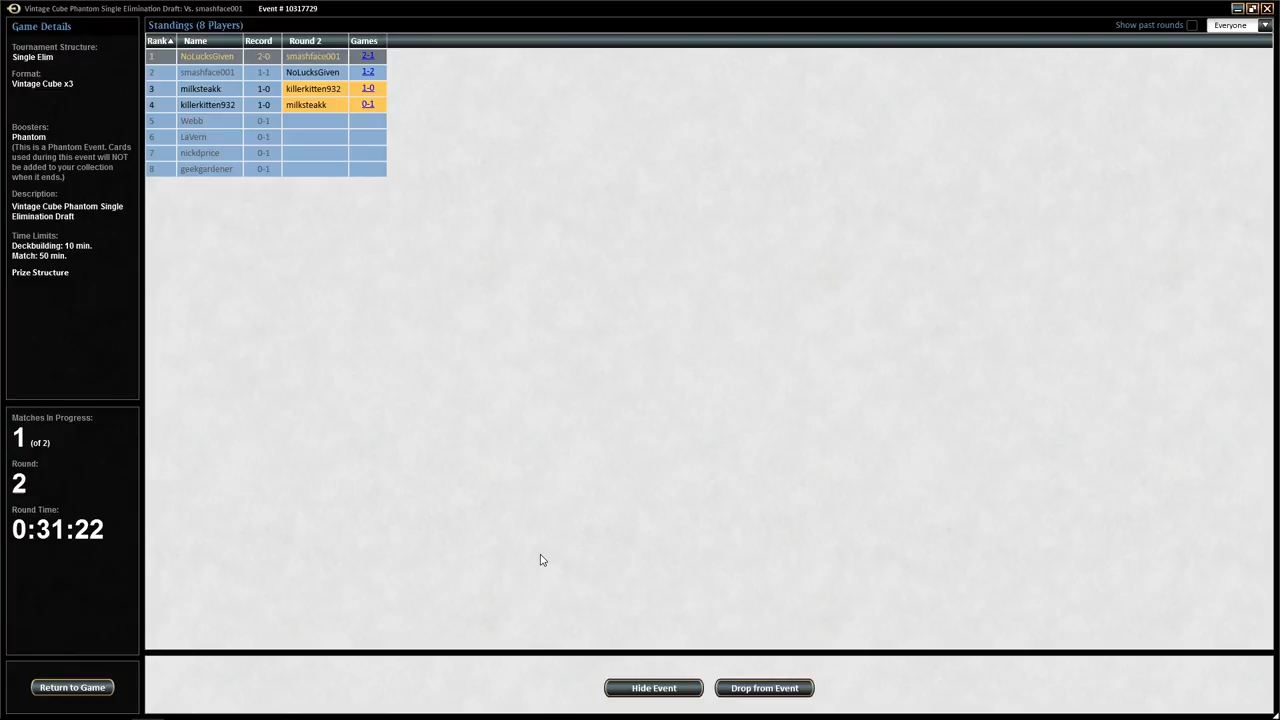 Vintage Cube Phantom Single Elimination Draft: Vs. smashface001 Event # 10317729
Game Details
Tournament Structure:
Single Elim
Format:
Vintage Cube x3
Boosters:
Phantom
(This is a Phantom Event. Cards
used during this event will NOT
be added to your collection
when it ends.)
Description:
Vintage Cube Phantom Single
Elimination Draft
Time Limits:
Deckbuilding: 10 min.
Match: 50 min.
Prize Structure
Matches In Progress:
1 (of 2)
Round:
2
Round Time:
0:31:22
Return to Game
Standings (8 Players) Show past rounds Everyone
Rank Name Record Round 2 Games
1 NoLucksGiven 2-0 smashface001 2-1
2 smashface001 1-1 NoLucksGiven 1-2
3 milksteakk 1-0 killerkitten932 1-0
4 killerkitten932 1-0 milksteakk 0-1
5 Webb 0-1
6 LaVern 0-1
7 nickdprice 0-1
8 geekgardener 0-1
Hide Event Drop from Event